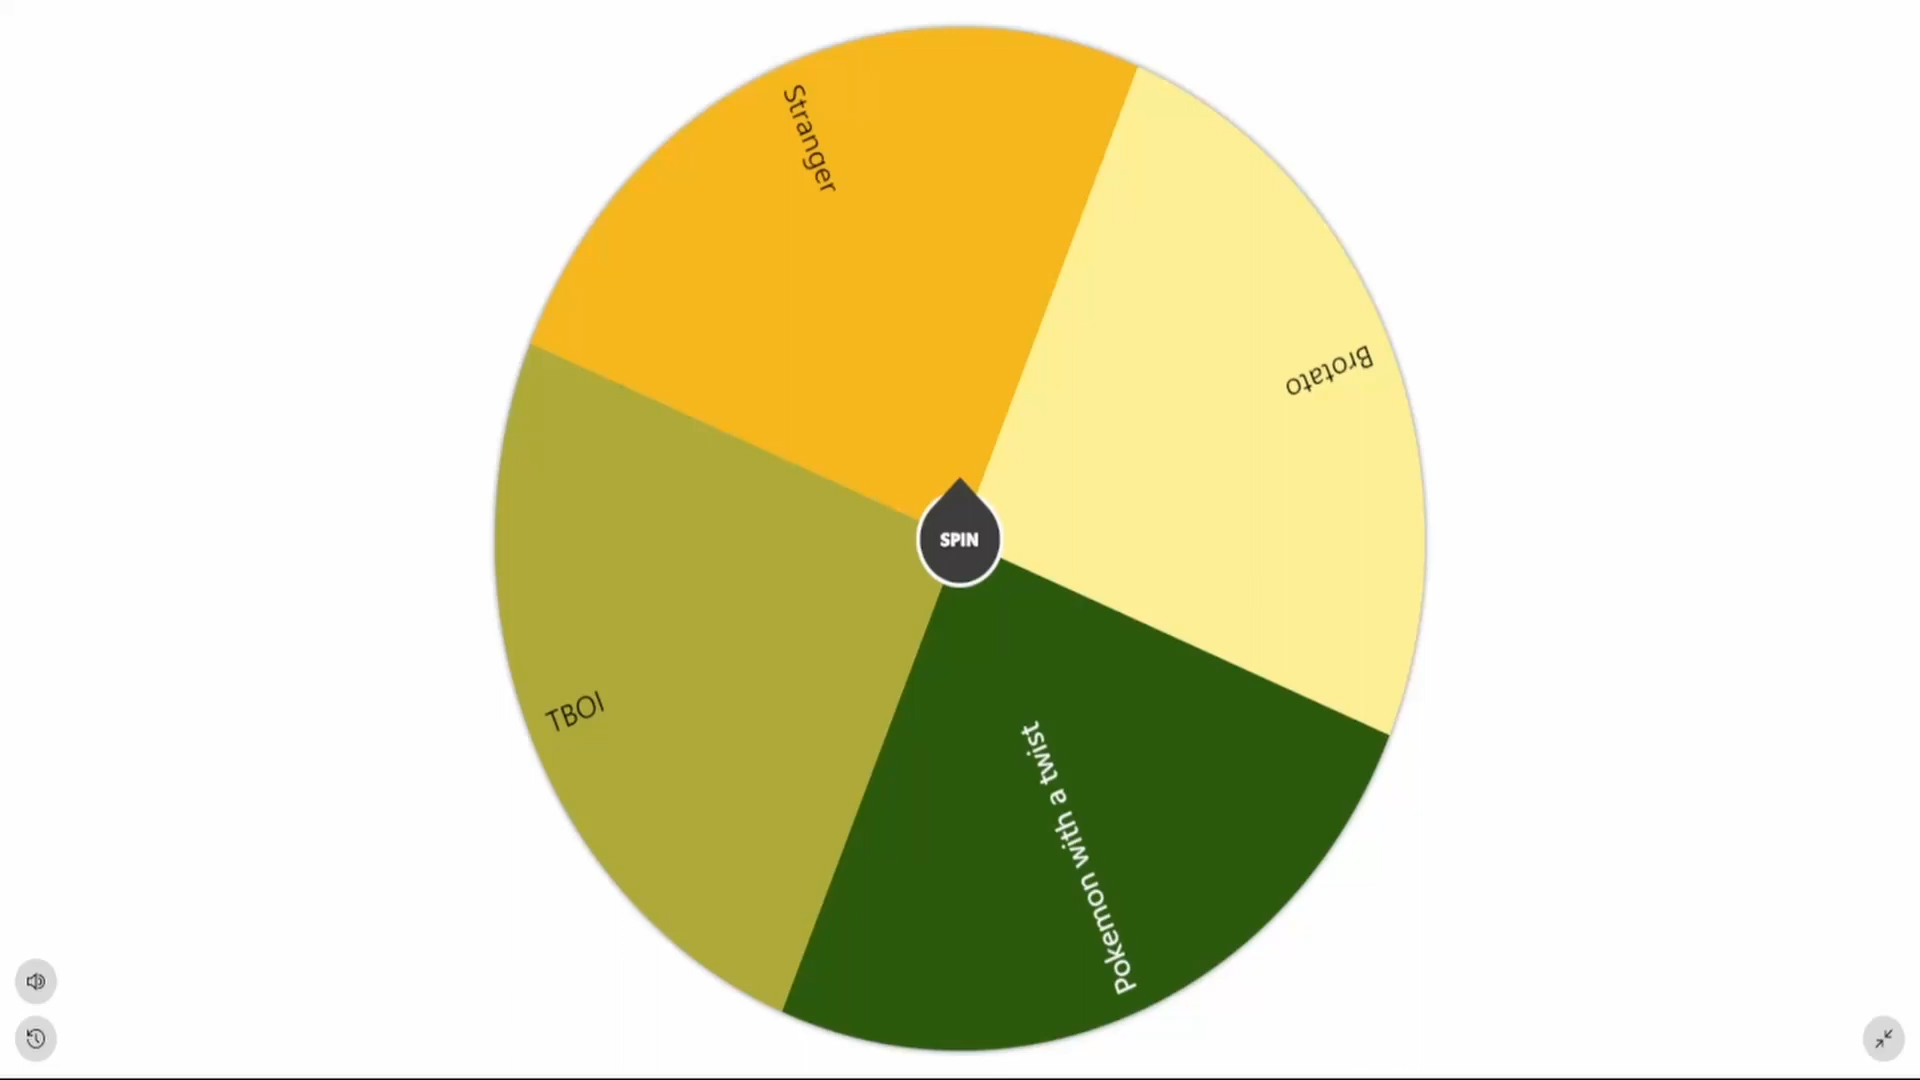 Stranger
Brotato
SPIN
TBOI
Pokemon with a twist